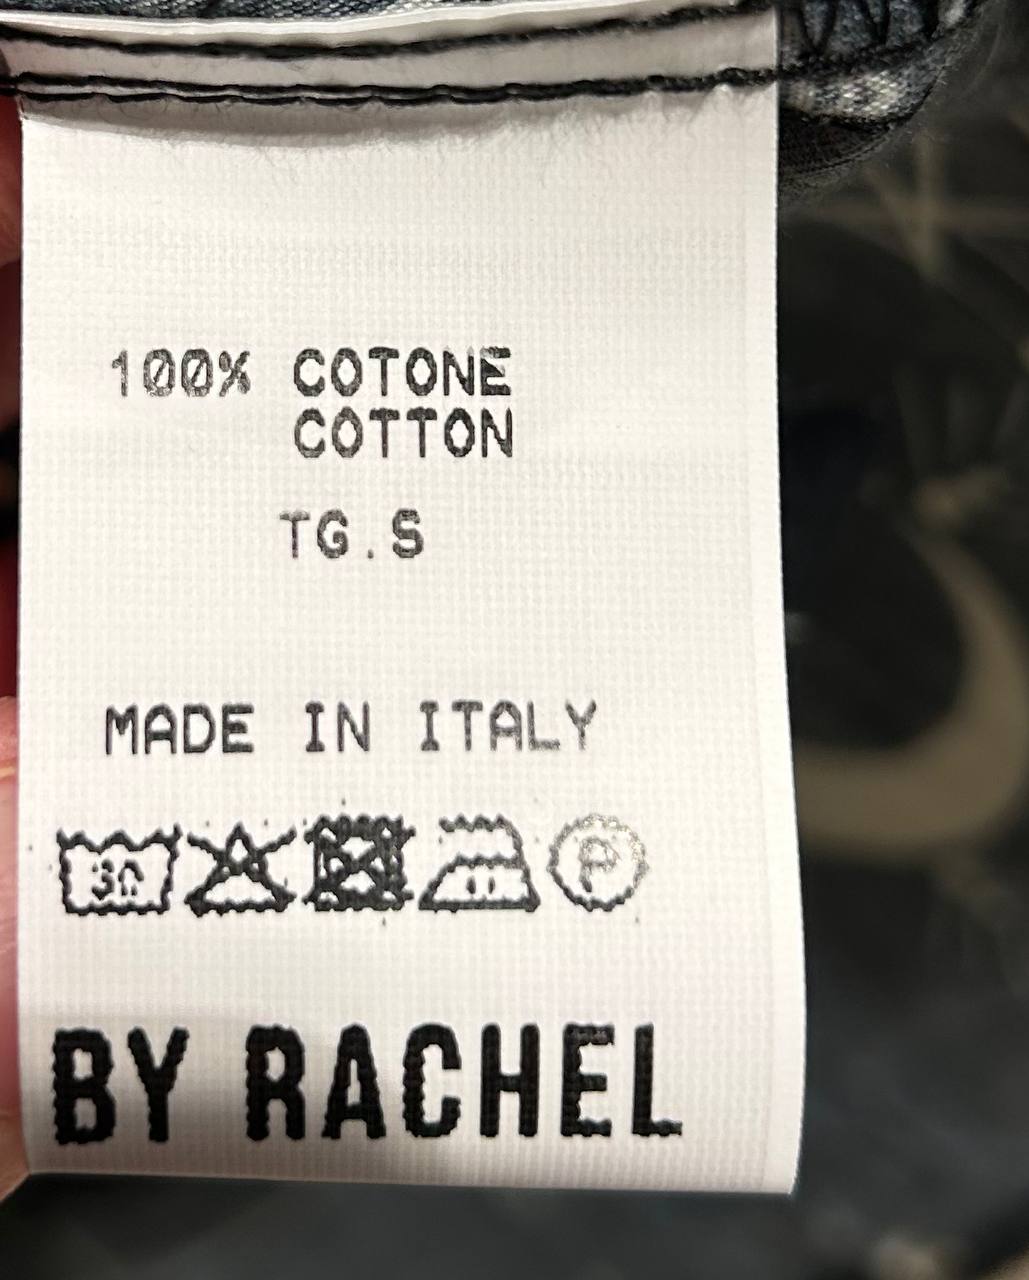 100% COTONE
COTTON
TG.S
MADE IN ITALY
30 P
BY RACHEL